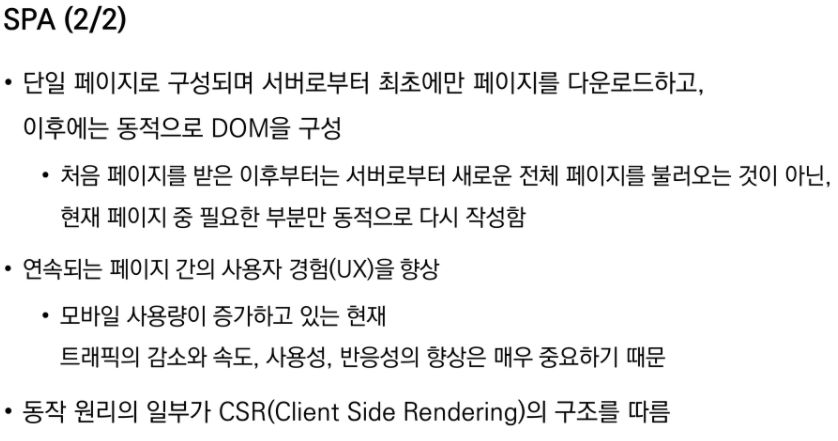 SPA (2/2)
• 단일 페이지로 구성되며 서버로부터 최초에만 페이지를 다운로드하고,
이후에는 동적으로 DOM을 구성
• 처음 페이지를 받은 이후부터는 서버로부터 새로운 전체 페이지를 불러오는 것이 아닌,
현재 페이지 중 필요한 부분만 동적으로 다시 작성함
• 연속되는 페이지 간의 사용자 경험(UX)을 향상
• 모바일 사용량이 증가하고 있는 현재
트래픽의 감소와 속도, 사용성, 반응성의 향상은 매우 중요하기 때문
• 동작 원리의 일부가 CSR(Client Side Rendering)의 구조를 따름